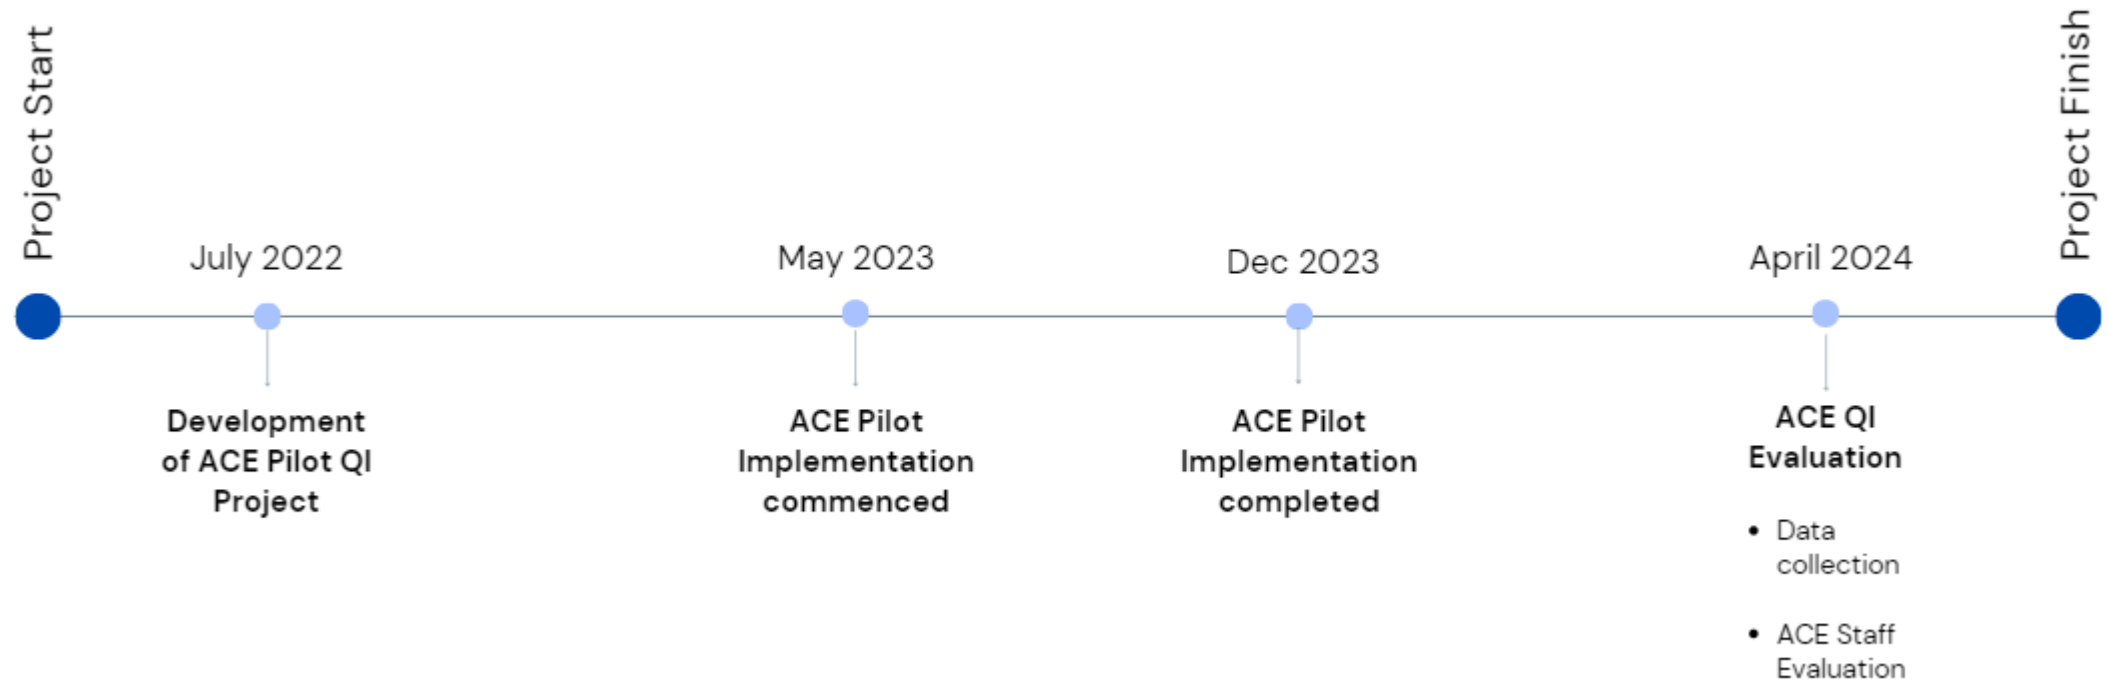 Project Start
Project Finish
July 2022
May 2023
Dec 2023
April 2024
Development
of ACE Pilot QI
Project
ACE Pilot
Implementation
commenced
ACE Pilot
Implementation
completed
ACE QI
Evaluation
• Data
collection
• ACE Staff
Evaluation